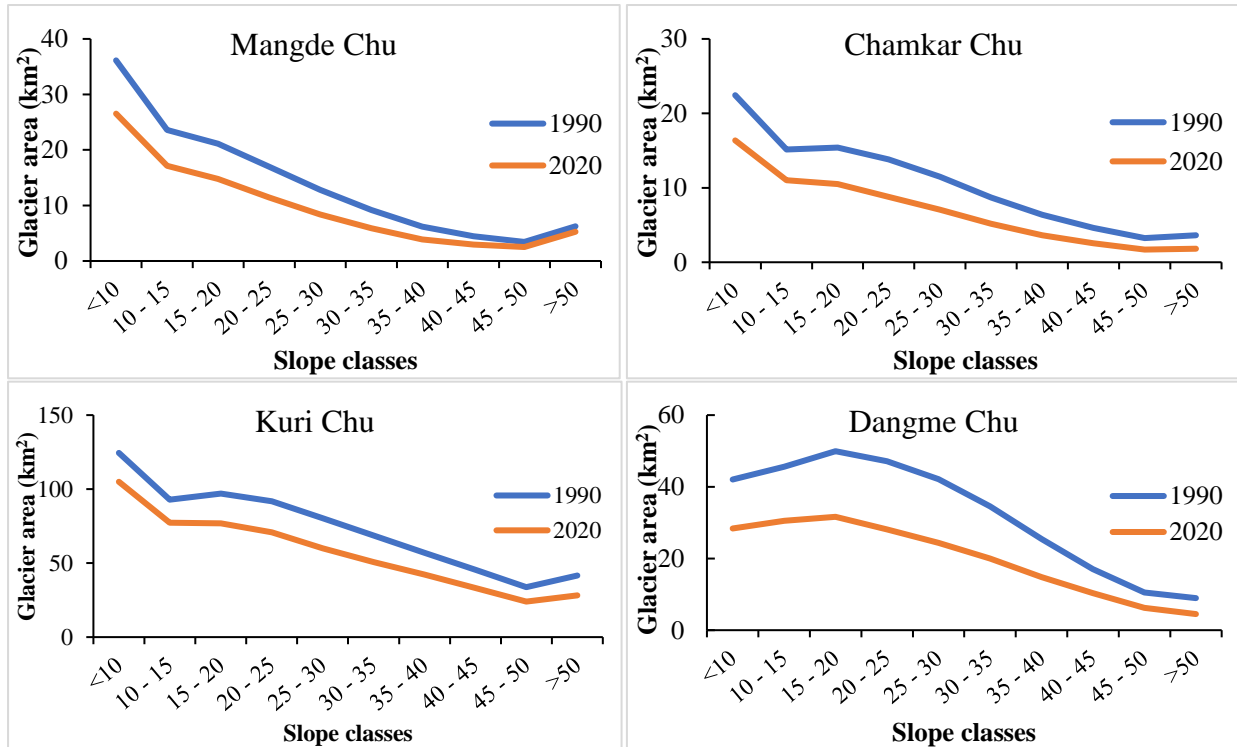 Mangde Chu
Glacier area (km²)
40
30
20
10
0
1990
2020
<10
10 - 15
15 - 20
20 - 25
25 - 30
30 - 35
35 - 40
40 - 45
45 - 50
>50
Slope classes
Chamkar Chu
Glacier area (km²)
30
20
10
0
1990
2020
<10
10 - 15
15 - 20
20 - 25
25 - 30
30 - 35
35 - 40
40 - 45
45 - 50
>50
Slope classes
Kuri Chu
Glacier area (km²)
150
100
50
0
1990
2020
<10
10 - 15
15 - 20
20 - 25
25 - 30
30 - 35
35 - 40
40 - 45
45 - 50
>50
Slope classes
Dangme Chu
Glacier area (km²)
60
40
20
0
1990
2020
<10
10 - 15
15 - 20
20 - 25
25 - 30
30 - 35
35 - 40
40 - 45
45 - 50
>50
Slope classes